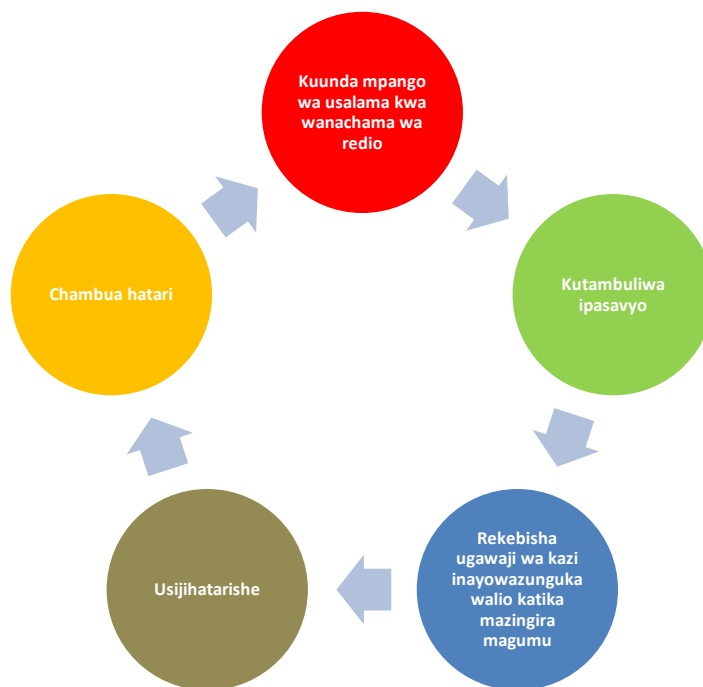 Kuunda mpango
wa usalama kwa
wanachama wa
redio
Kutambuliwa
ipasavyo
Rekebisha
ugawaji wa kazi
inayowazunguka
walio katika
mazingira
magumu
Usijihatarishe
Chambua hatari